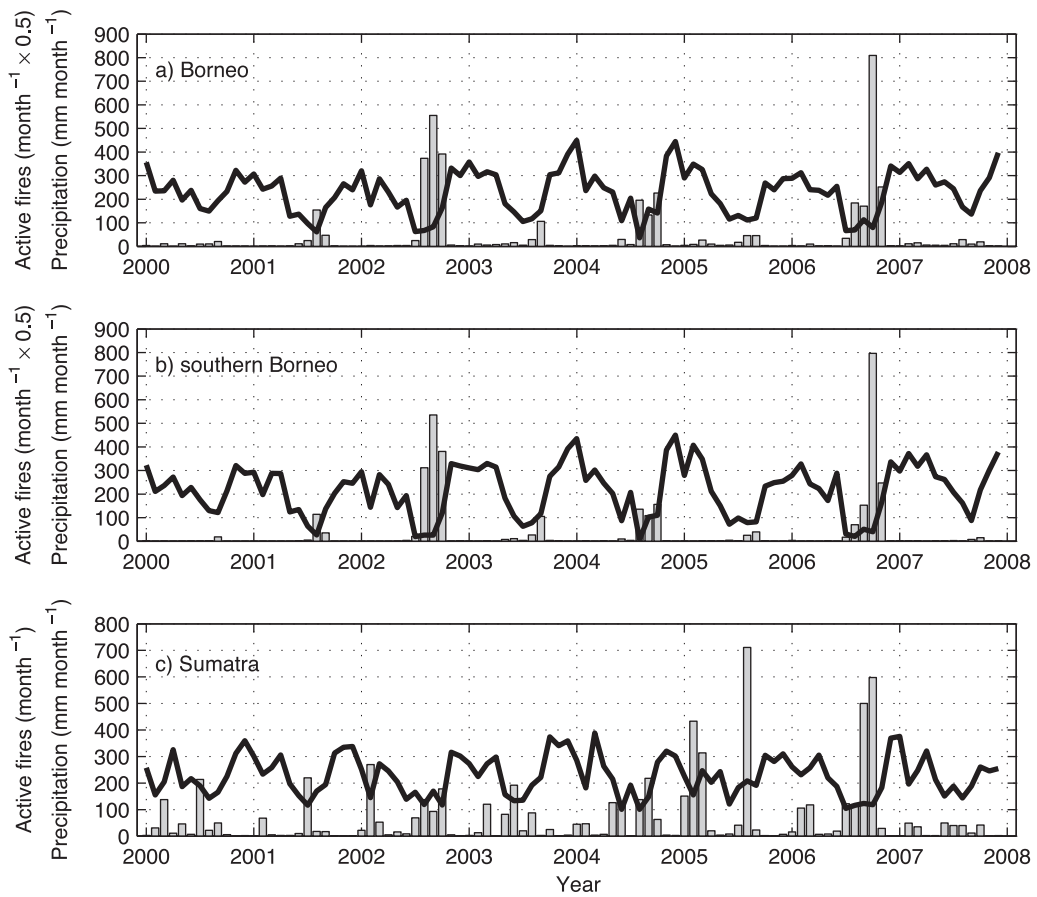 Active fires (month⁻¹ × 0.5)
Precipitation (mm month⁻¹)
900
800
700
600
500
400
300
200
100
0
a) Borneo
2000 2001 2002 2003 2004 2005 2006 2007 2008
Active fires (month⁻¹ × 0.5)
Precipitation (mm month⁻¹)
900
800
700
600
500
400
300
200
100
0
b) southern Borneo
2000 2001 2002 2003 2004 2005 2006 2007 2008
Active fires (month⁻¹)
Precipitation (mm month⁻¹)
800
700
600
500
400
300
200
100
0
c) Sumatra
2000 2001 2002 2003 2004 2005 2006 2007 2008
Year